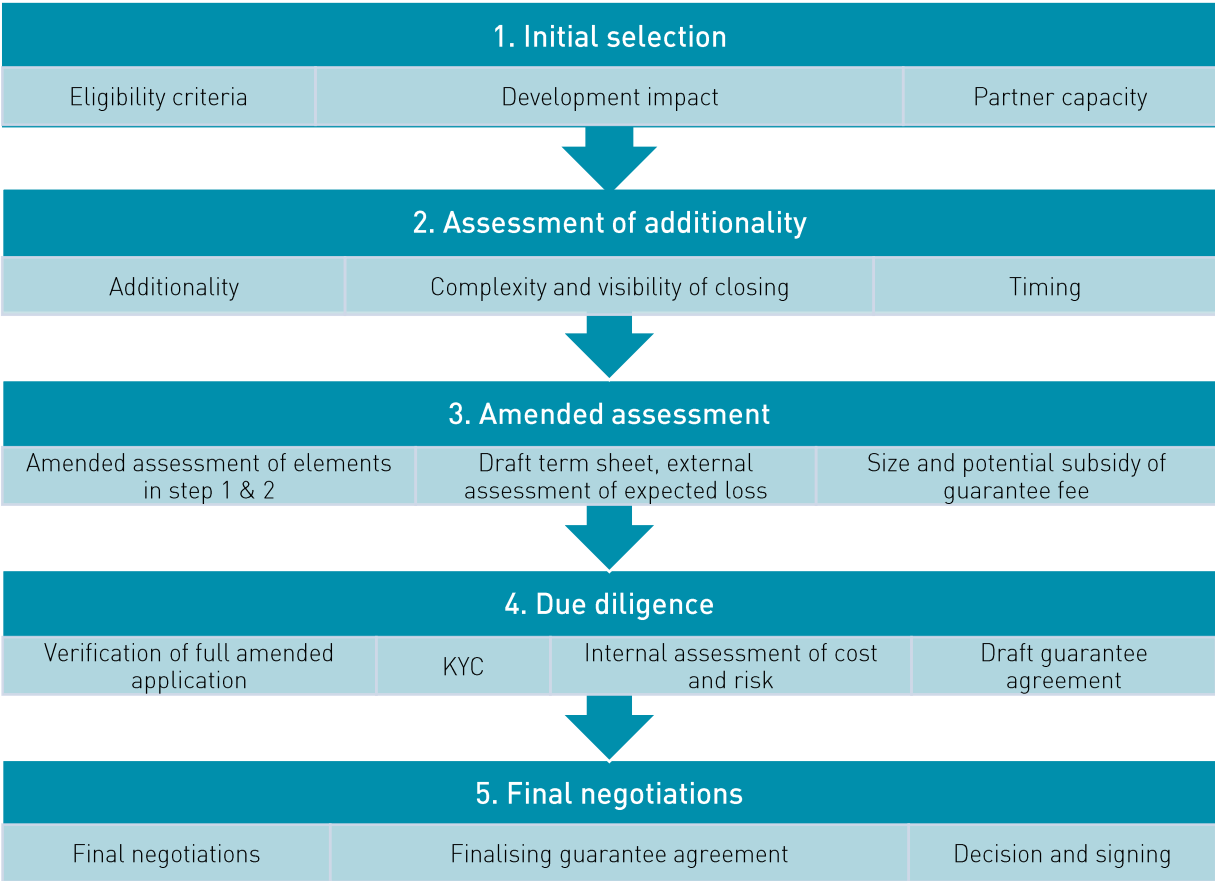 1. Initial selection
Eligibility criteria
Development impact
Partner capacity
2. Assessment of additionality
Additionality
Complexity and visibility of closing
Timing
3. Amended assessment
Amended assessment of elements
in step 1 & 2
Draft term sheet, external
assessment of expected loss
Size and potential subsidy of
guarantee fee
4. Due diligence
Verification of full amended
application
KYC
Internal assessment of cost
and risk
Draft guarantee
agreement
5. Final negotiations
Final negotiations
Finalising guarantee agreement
Decision and signing